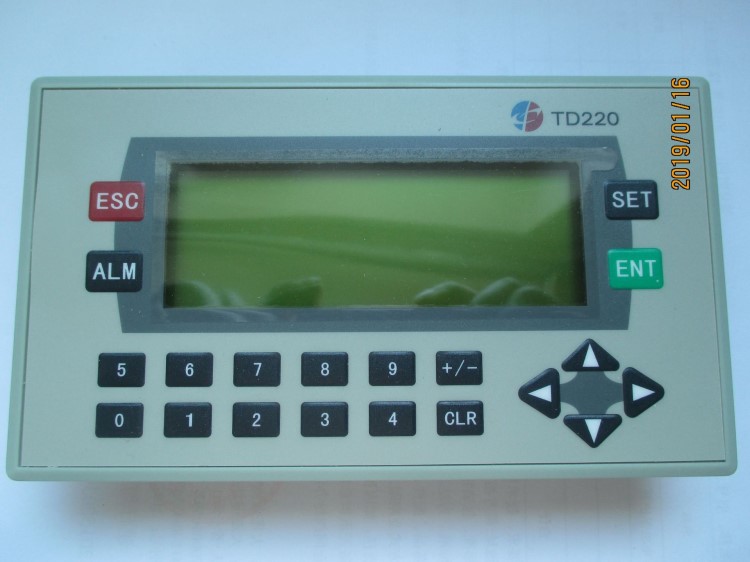 TD220
2019/01/16
ESC
SET
ALM
ENT
5 6 7 8 9 +/-
0 1 2 3 4 CLR